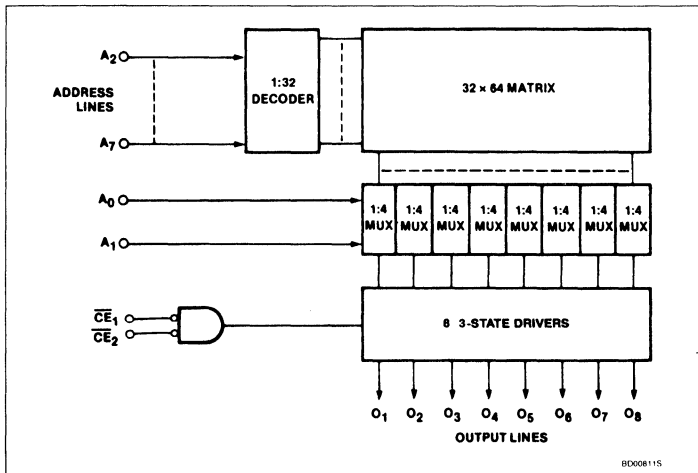 A2
ADDRESS
LINES
A7
1:32
DECODER
32 × 64 MATRIX
A0
A1
1:4 MUX 1:4 MUX 1:4 MUX 1:4 MUX 1:4 MUX 1:4 MUX 1:4 MUX 1:4 MUX
CE1
CE2
8 3-STATE DRIVERS
O1 O2 O3 O4 O5 O6 O7 O8
OUTPUT LINES
BD00811S